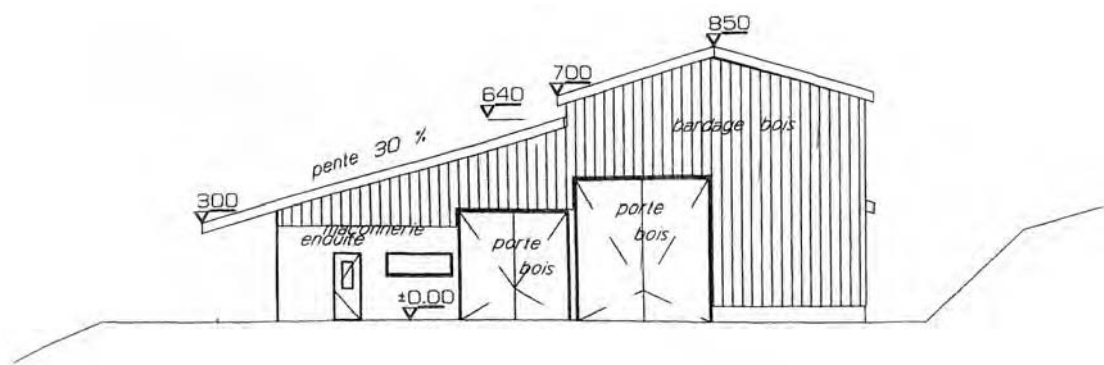 850
700
640
bardage bois
pente 30 %
300
porte
bois
maçonnerie
enduite
porte
bois
±0.00